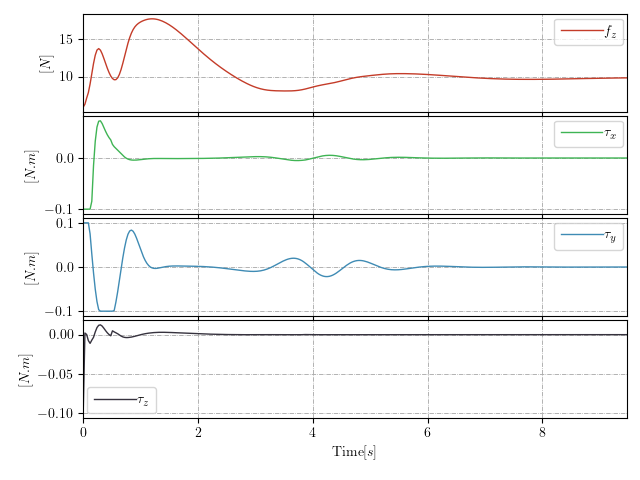 15
10
[N]
f_z
0.0
−0.1
[N.m]
τ_x
0.1
0.0
−0.1
[N.m]
τ_y
0.00
−0.05
−0.10
[N.m]
τ_z
0 2 4 6 8
Time[s]